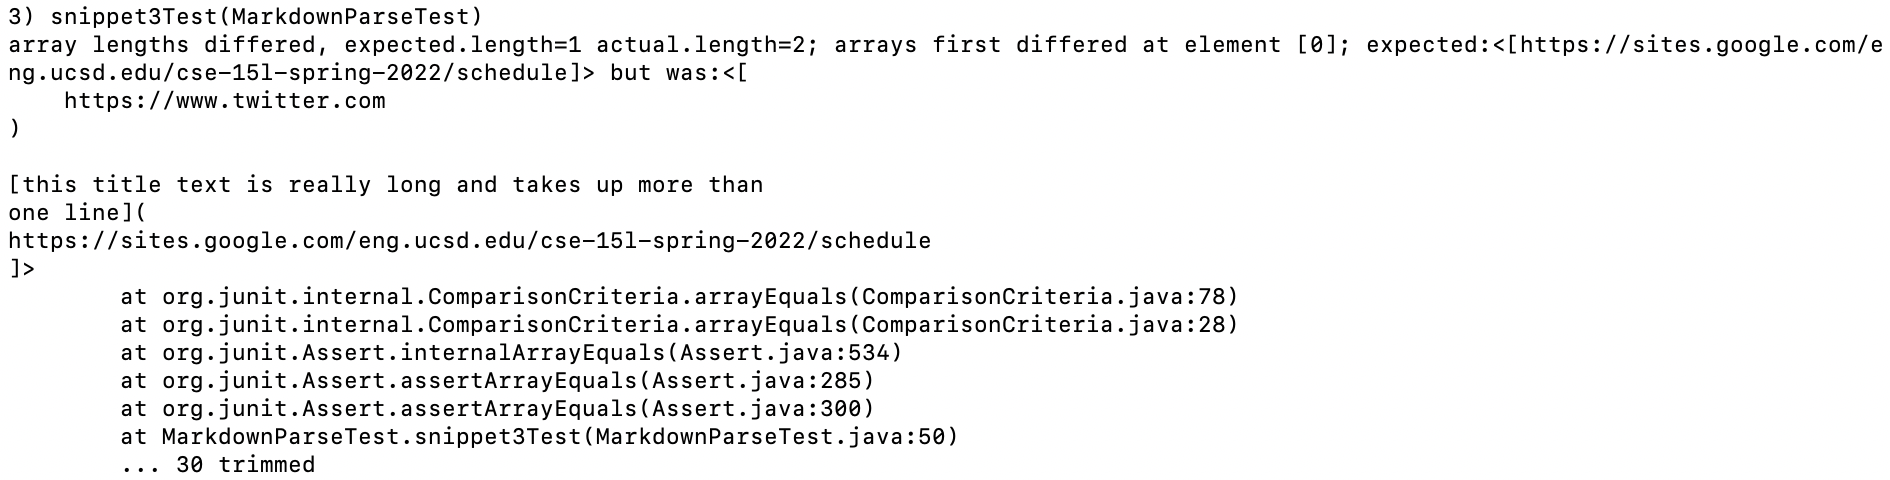 3) snippet3Test(MarkdownParseTest)
array lengths differed, expected.length=1 actual.length=2; arrays first differed at element [0]; expected:<[https://sites.google.com/e
ng.ucsd.edu/cse-15l-spring-2022/schedule]> but was:<[
    https://www.twitter.com
)

[this title text is really long and takes up more than
one line](
https://sites.google.com/eng.ucsd.edu/cse-15l-spring-2022/schedule
]>
        at org.junit.internal.ComparisonCriteria.arrayEquals(ComparisonCriteria.java:78)
        at org.junit.internal.ComparisonCriteria.arrayEquals(ComparisonCriteria.java:28)
        at org.junit.Assert.internalArrayEquals(Assert.java:534)
        at org.junit.Assert.assertArrayEquals(Assert.java:285)
        at org.junit.Assert.assertArrayEquals(Assert.java:300)
        at MarkdownParseTest.snippet3Test(MarkdownParseTest.java:50)
        ... 30 trimmed